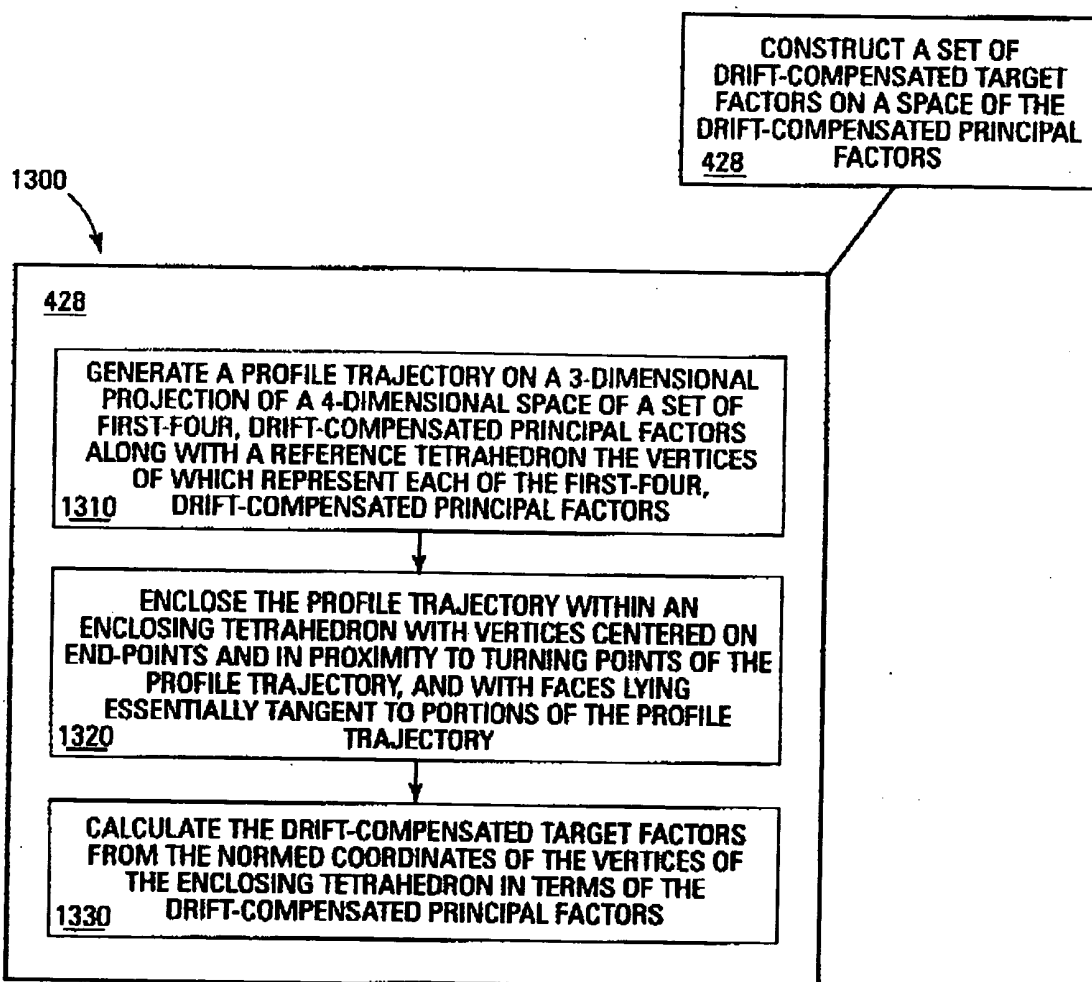 CONSTRUCT A SET OF
DRIFT-COMPENSATED TARGET
FACTORS ON A SPACE OF THE
DRIFT-COMPENSATED PRINCIPAL
428 FACTORS
1300
428
GENERATE A PROFILE TRAJECTORY ON A 3-DIMENSIONAL
PROJECTION OF A 4-DIMENSIONAL SPACE OF A SET OF
FIRST-FOUR, DRIFT-COMPENSATED PRINCIPAL FACTORS
ALONG WITH A REFERENCE TETRAHEDRON THE VERTICES
OF WHICH REPRESENT EACH OF THE FIRST-FOUR,
1310 DRIFT-COMPENSATED PRINCIPAL FACTORS
ENCLOSE THE PROFILE TRAJECTORY WITHIN AN
ENCLOSING TETRAHEDRON WITH VERTICES CENTERED ON
END-POINTS AND IN PROXIMITY TO TURNING POINTS OF THE
PROFILE TRAJECTORY, AND WITH FACES LYING
ESSENTIALLY TANGENT TO PORTIONS OF THE PROFILE
1320 TRAJECTORY
CALCULATE THE DRIFT-COMPENSATED TARGET FACTORS
FROM THE NORMED COORDINATES OF THE VERTICES OF
THE ENCLOSING TETRAHEDRON IN TERMS OF THE
1330 DRIFT-COMPENSATED PRINCIPAL FACTORS